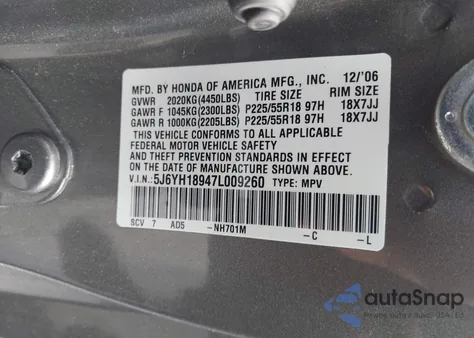 MFD. BY HONDA OF AMERICA MFG., INC. 12/'06
GVWR 2020KG(4450LBS) TIRE SIZE RIM SIZE
GAWR F 1045KG(2300LBS) P225/55R18 97H 18X7JJ
GAWR R 1000KG(2205LBS) P225/55R18 97H 18X7JJ
THIS VEHICLE CONFORMS TO ALL APPLICABLE
FEDERAL MOTOR VEHICLE SAFETY
AND THEFT PREVENTION STANDARDS IN EFFECT
ON THE DATE OF MANUFACTURE SHOWN ABOVE.
V.I.N.: 5J6YH18947L009260 TYPE: MPV
SCV 7 AD5 -NH701M -C -L
autoSnap